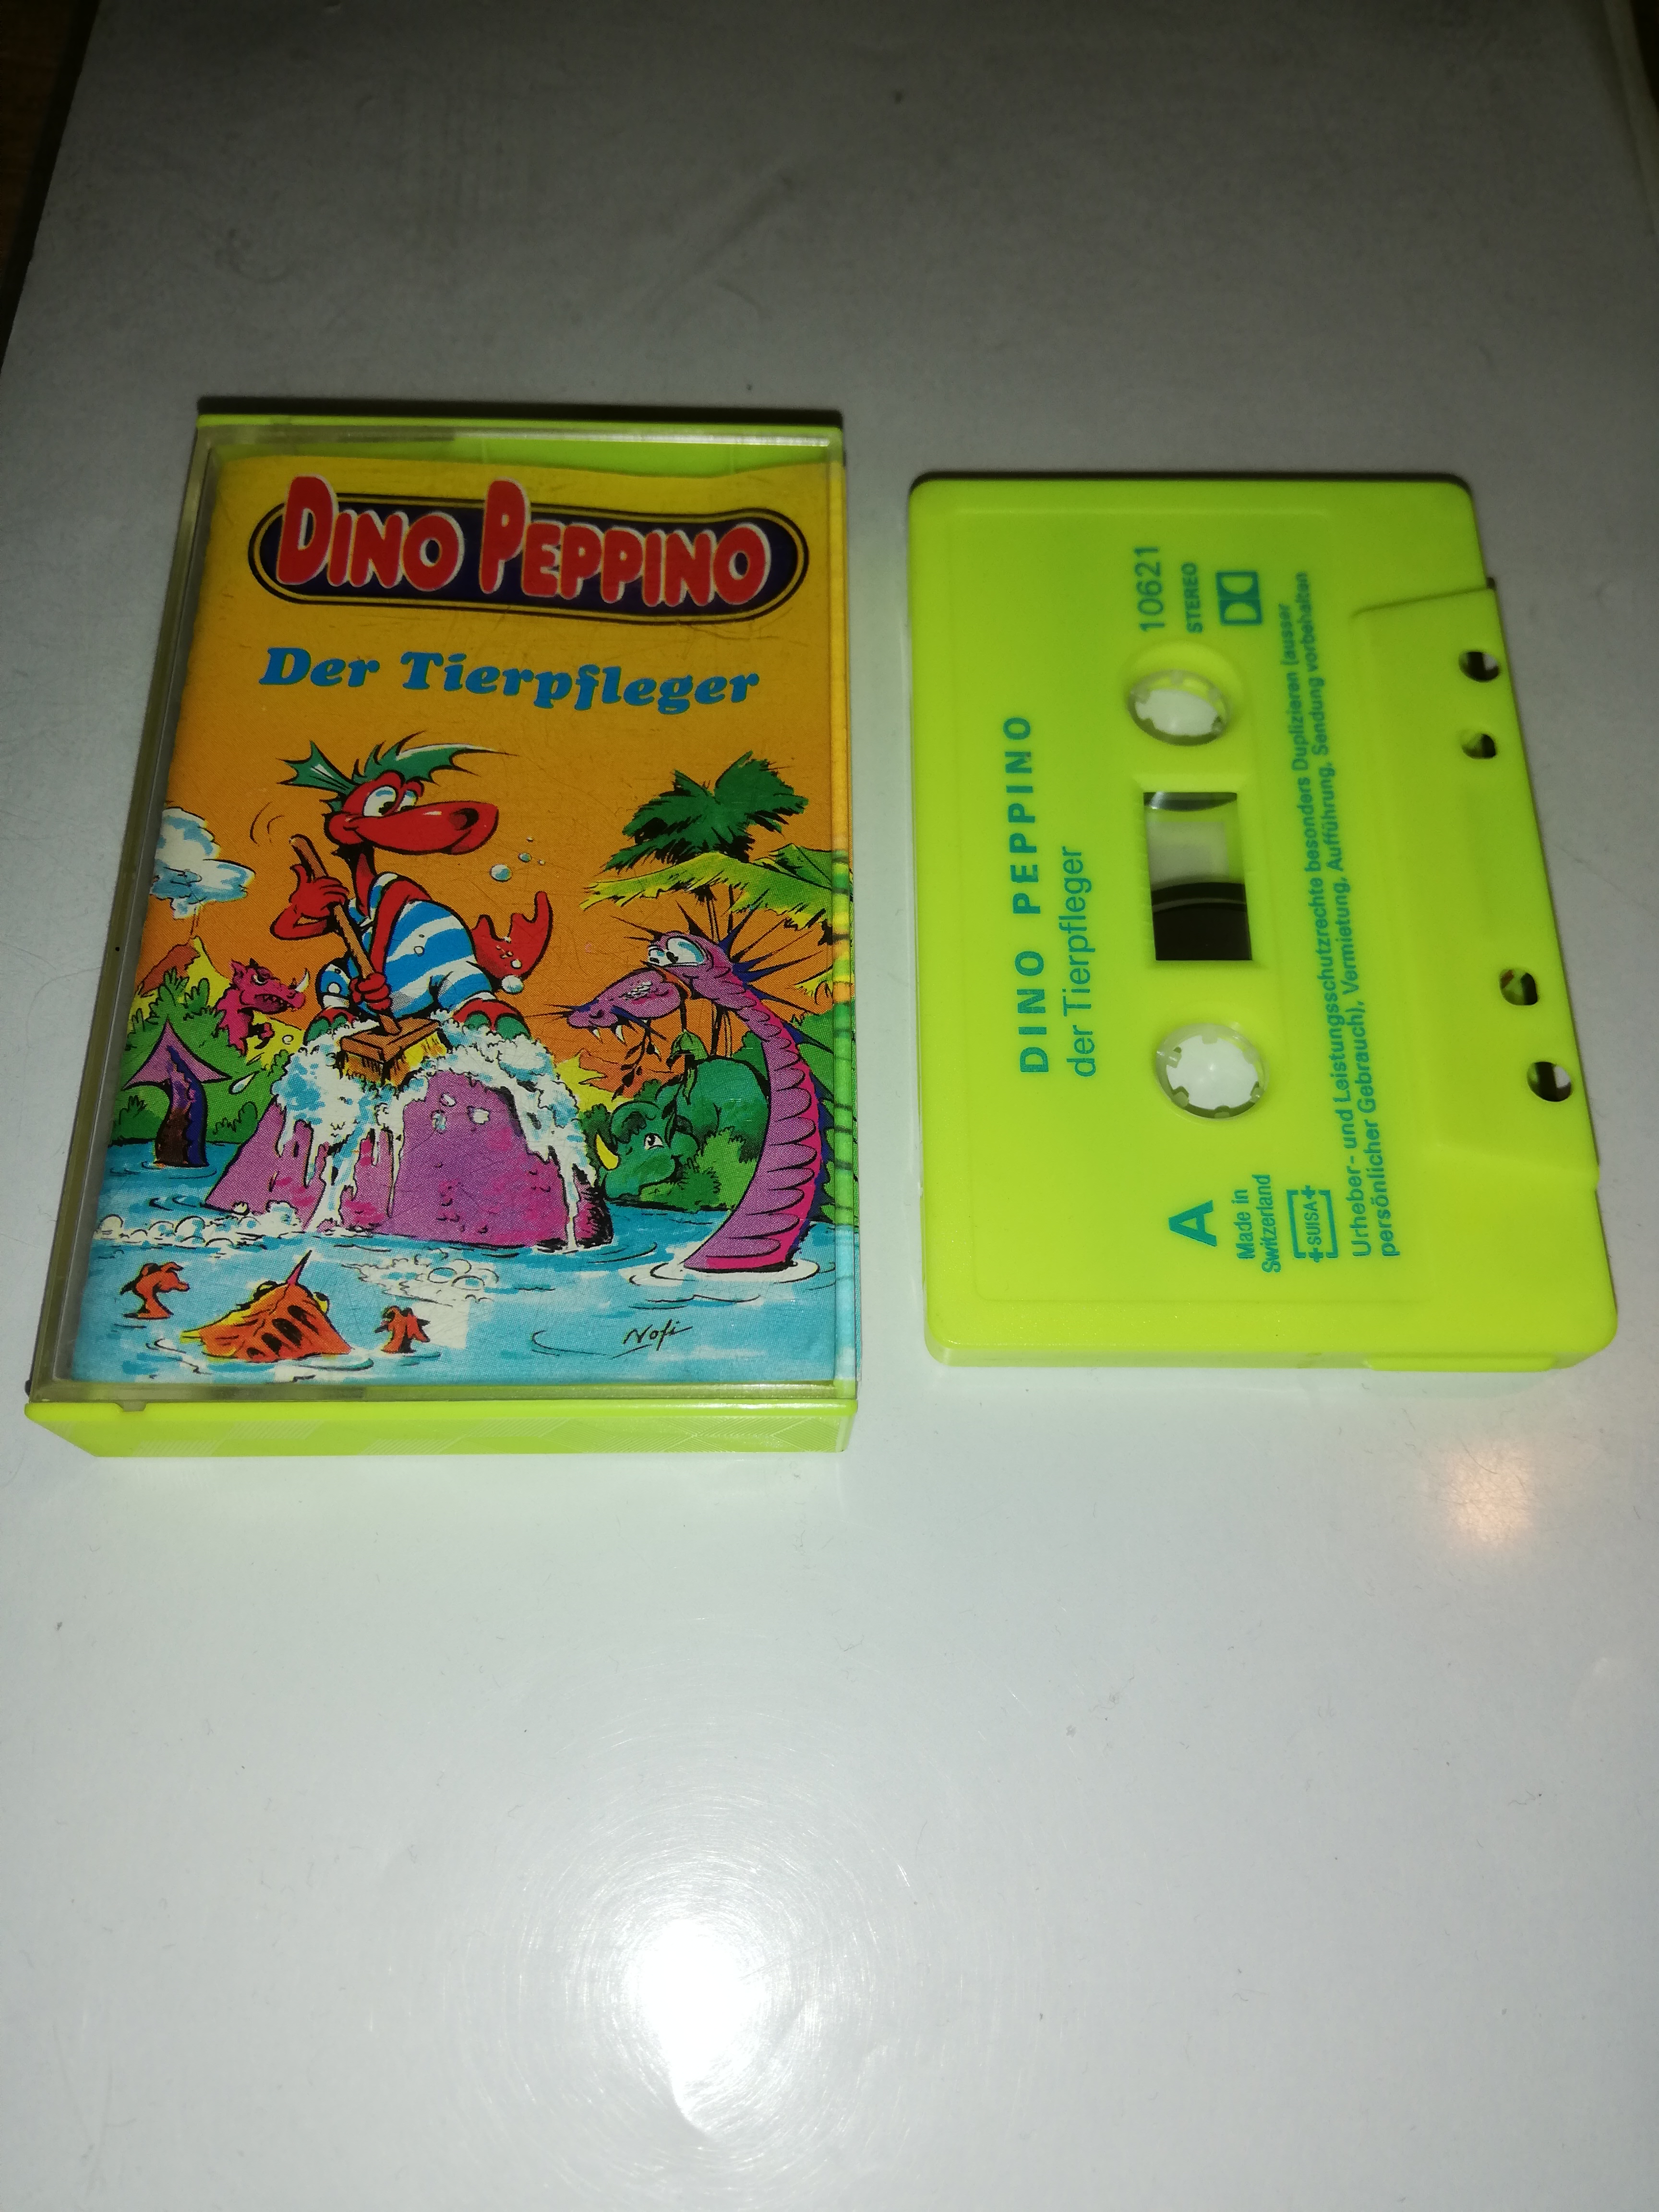 DINO PEPPINO
Der Tierpfleger
Nofi
DINO PEPPINO
der Tierpfleger
A
Made in
Switzerland
SUISA
10621
STEREO
Urheber- und Leistungsschutzrechte besonders Duplizieren (ausser
persönlicher Gebrauch), Vermietung, Aufführung, Sendung vorbehalten